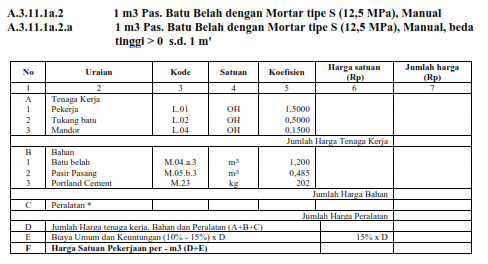 A.3.11.1a.2 1 m3 Pas. Batu Belah dengan Mortar tipe S (12,5 MPa), Manual
A.3.11.1a.2.a 1 m3 Pas. Batu Belah dengan Mortar tipe S (12,5 MPa), Manual, beda
tinggi > 0 s.d. 1 m'
No Uraian Kode Satuan Koefisien Harga satuan (Rp) Jumlah harga (Rp)
1 2 3 4 5 6 7
A Tenaga Kerja
1 Pekerja L.01 OH 1,5000
2 Tukang batu L.02 OH 0,5000
3 Mandor L.04 OH 0,1500
Jumlah Harga Tenaga Kerja
B Bahan
1 Batu belah M.04.a.3 m³ 1,200
2 Pasir Pasang M.05.b.3 m³ 0,485
3 Portland Cement M.23 kg 202
Jumlah Harga Bahan
C Peralatan *
Jumlah Harga Peralatan
D Jumlah Harga tenaga kerja, Bahan dan Peralatan (A+B+C)
E Biaya Umum dan Keuntungan (10% - 15%) x D 15% x D
F Harga Satuan Pekerjaan per - m3 (D+E)